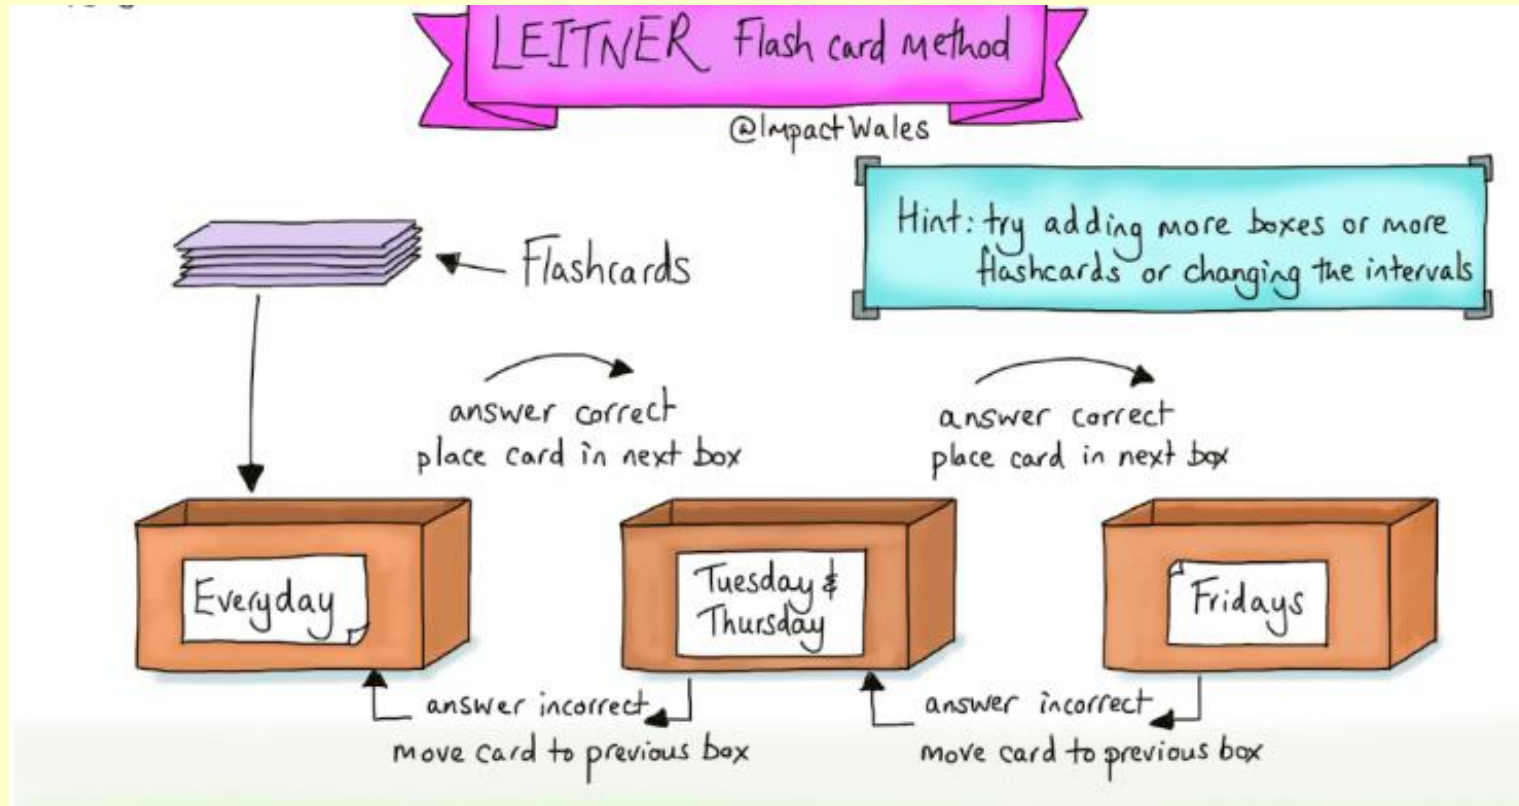 LEITNER Flash card method
@ImpactWales
Hint: try adding more boxes or more
flashcards or changing the intervals
Flashcards
answer correct
place card in next box
answer correct
place card in next box
Everyday
Tuesday &
Thursday
Fridays
answer incorrect
move card to previous box
answer incorrect
move card to previous box